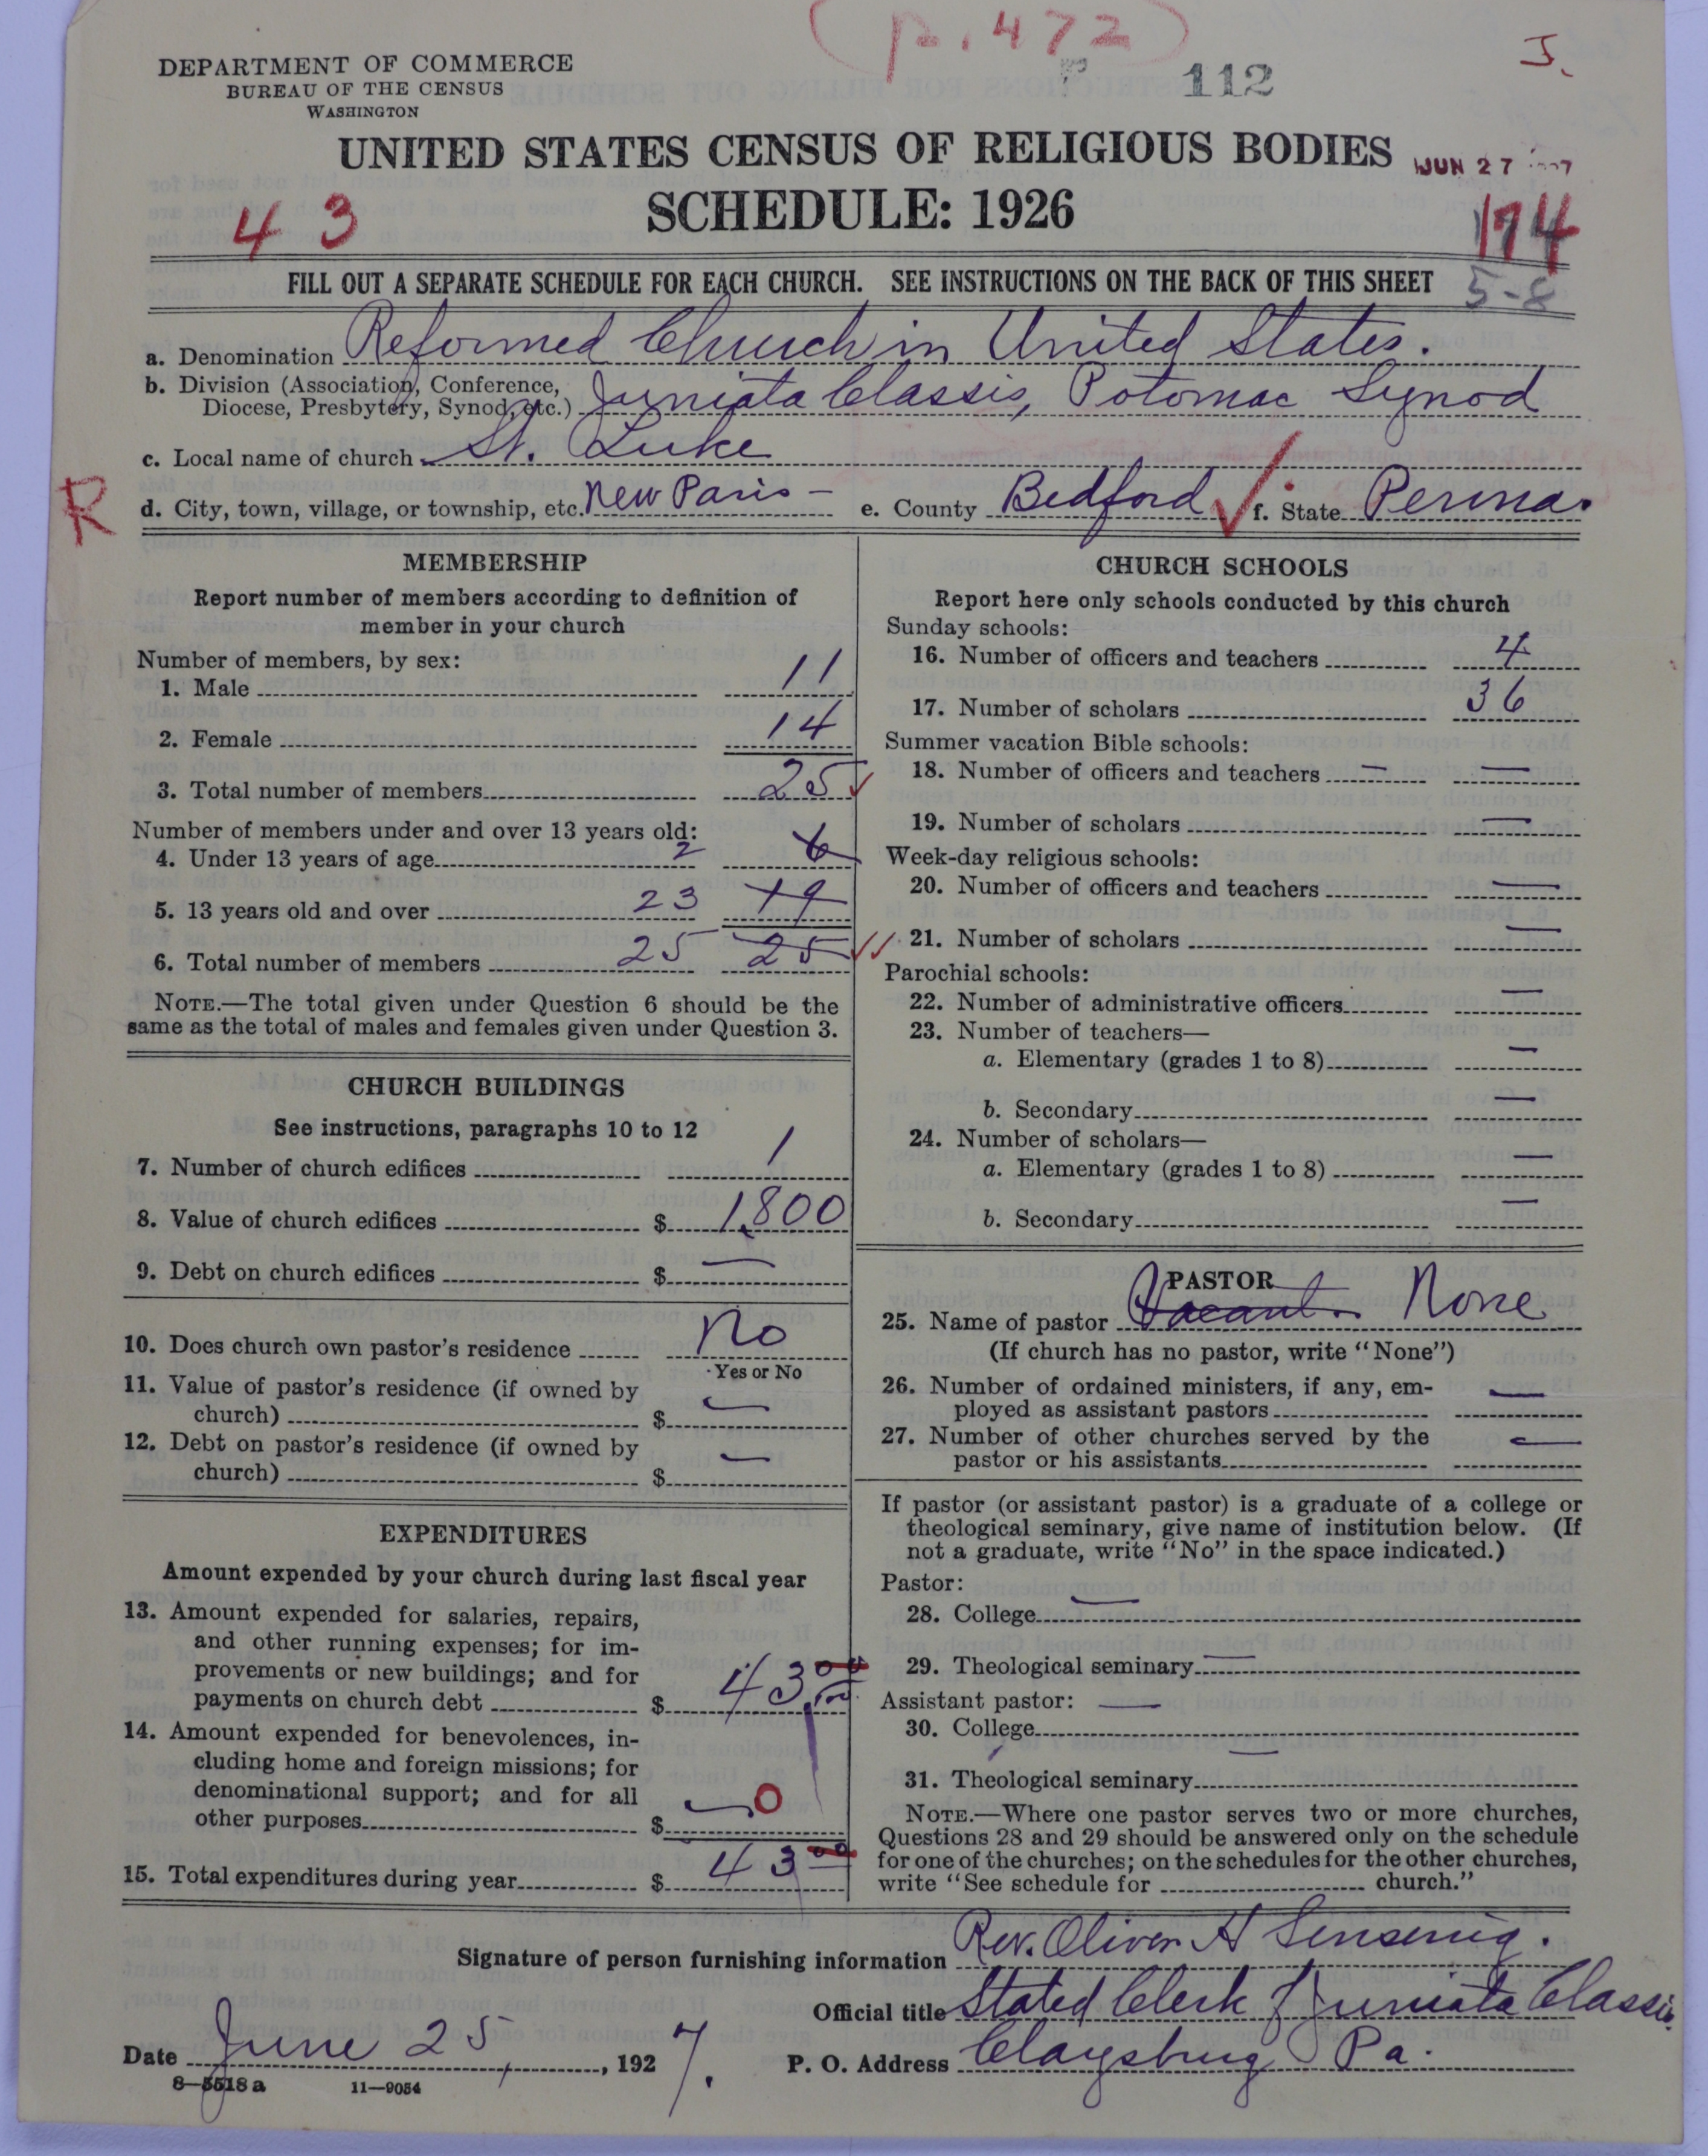 p. 472
112
J.
DEPARTMENT OF COMMERCE
BUREAU OF THE CENSUS
WASHINGTON
UNITED STATES CENSUS OF RELIGIOUS BODIES
JUN 27
SCHEDULE: 1926
43
174
5-8
FILL OUT A SEPARATE SCHEDULE FOR EACH CHURCH. SEE INSTRUCTIONS ON THE BACK OF THIS SHEET
a. Denomination Reformed Church in United States.
b. Division (Association, Conference,
Diocese, Presbytery, Synod, etc.) Juniata Classis, Potomac Synod
c. Local name of church St. Luke
R
d. City, town, village, or township, etc. New Paris – e. County Bedford f. State Penna.
MEMBERSHIP
Report number of members according to definition of
member in your church
Number of members, by sex:
1. Male 11
2. Female 14
3. Total number of members 25
Number of members under and over 13 years old:
4. Under 13 years of age 2 6
5. 13 years old and over 23 19
6. Total number of members 25 25
NOTE.—The total given under Question 6 should be the
same as the total of males and females given under Question 3.
CHURCH BUILDINGS
See instructions, paragraphs 10 to 12
7. Number of church edifices 1
8. Value of church edifices $ 1,800
9. Debt on church edifices $ —
10. Does church own pastor's residence No
Yes or No
11. Value of pastor's residence (if owned by
church) $ —
12. Debt on pastor's residence (if owned by
church) $ —
EXPENDITURES
Amount expended by your church during last fiscal year
13. Amount expended for salaries, repairs,
and other running expenses; for im-
provements or new buildings; and for
payments on church debt $ 43.00
14. Amount expended for benevolences, in-
cluding home and foreign missions; for
denominational support; and for all
other purposes $ — 0
15. Total expenditures during year $ 43 00
CHURCH SCHOOLS
Report here only schools conducted by this church
Sunday schools:
16. Number of officers and teachers 4
17. Number of scholars 36
Summer vacation Bible schools:
18. Number of officers and teachers — —
19. Number of scholars —
Week-day religious schools:
20. Number of officers and teachers —
21. Number of scholars —
Parochial schools:
22. Number of administrative officers —
23. Number of teachers—
a. Elementary (grades 1 to 8) —
b. Secondary —
24. Number of scholars—
a. Elementary (grades 1 to 8) —
b. Secondary —
PASTOR
25. Name of pastor Vacant. None
(If church has no pastor, write "None")
26. Number of ordained ministers, if any, em-
ployed as assistant pastors —
27. Number of other churches served by the
pastor or his assistants —
If pastor (or assistant pastor) is a graduate of a college or
theological seminary, give name of institution below. (If
not a graduate, write "No" in the space indicated.)
Pastor:
28. College —
29. Theological seminary —
Assistant pastor: —
30. College
31. Theological seminary —
NOTE.—Where one pastor serves two or more churches,
Questions 28 and 29 should be answered only on the schedule
for one of the churches; on the schedules for the other churches,
write "See schedule for church."
Signature of person furnishing information Rev. Oliver H Sensenig.
Official title Stated Clerk of Juniata Classis.
Date June 25, 1927. P. O. Address Claysburg Pa.
8—5518 a 11—9054